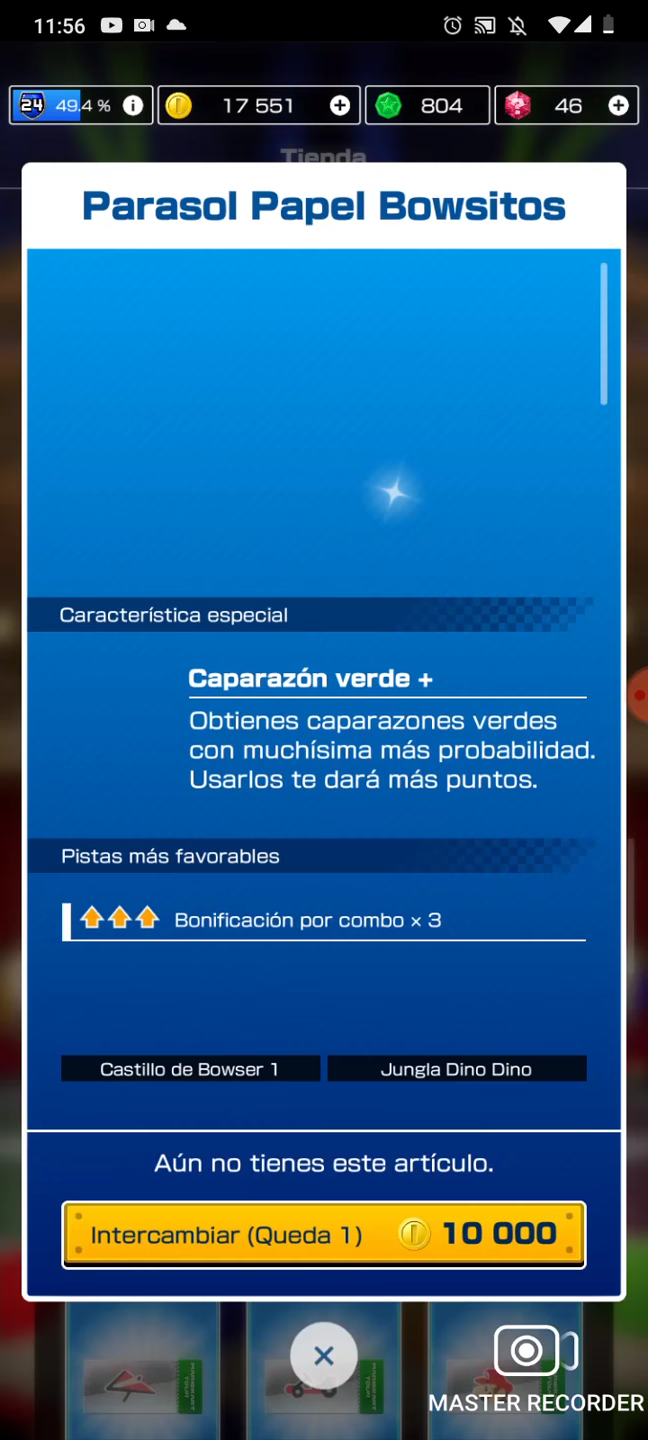 11:56
24 49.4 % i 17 551 + 804 46 +
Tienda
Parasol Papel Bowsitos
Característica especial
Caparazón verde +
Obtienes caparazones verdes
con muchísima más probabilidad.
Usarlos te dará más puntos.
Pistas más favorables
Bonificación por combo × 3
Castillo de Bowser 1
Jungla Dino Dino
Aún no tienes este artículo.
Intercambiar (Queda 1) 10 000
MASTER RECORDER